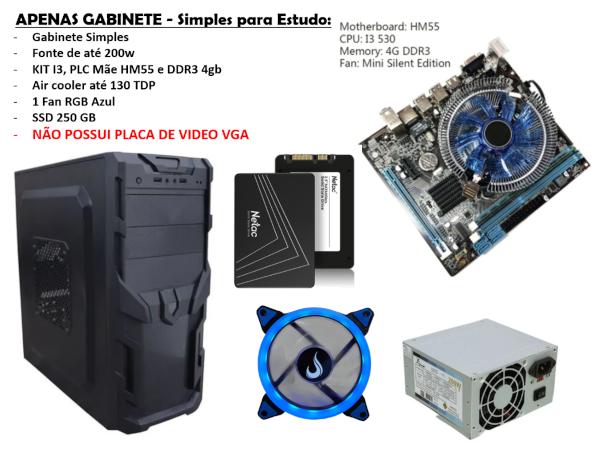 APENAS GABINETE - Simples para Estudo:
- Gabinete Simples
- Fonte de até 200w
- KIT I3, PLC Mãe HM55 e DDR3 4gb
- Air cooler até 130 TDP
- 1 Fan RGB Azul
- SSD 250 GB
- NÃO POSSUI PLACA DE VIDEO VGA
Motherboard: HM55
CPU: I3 530
Memory: 4G DDR3
Fan: Mini Silent Edition
Netac
Netac